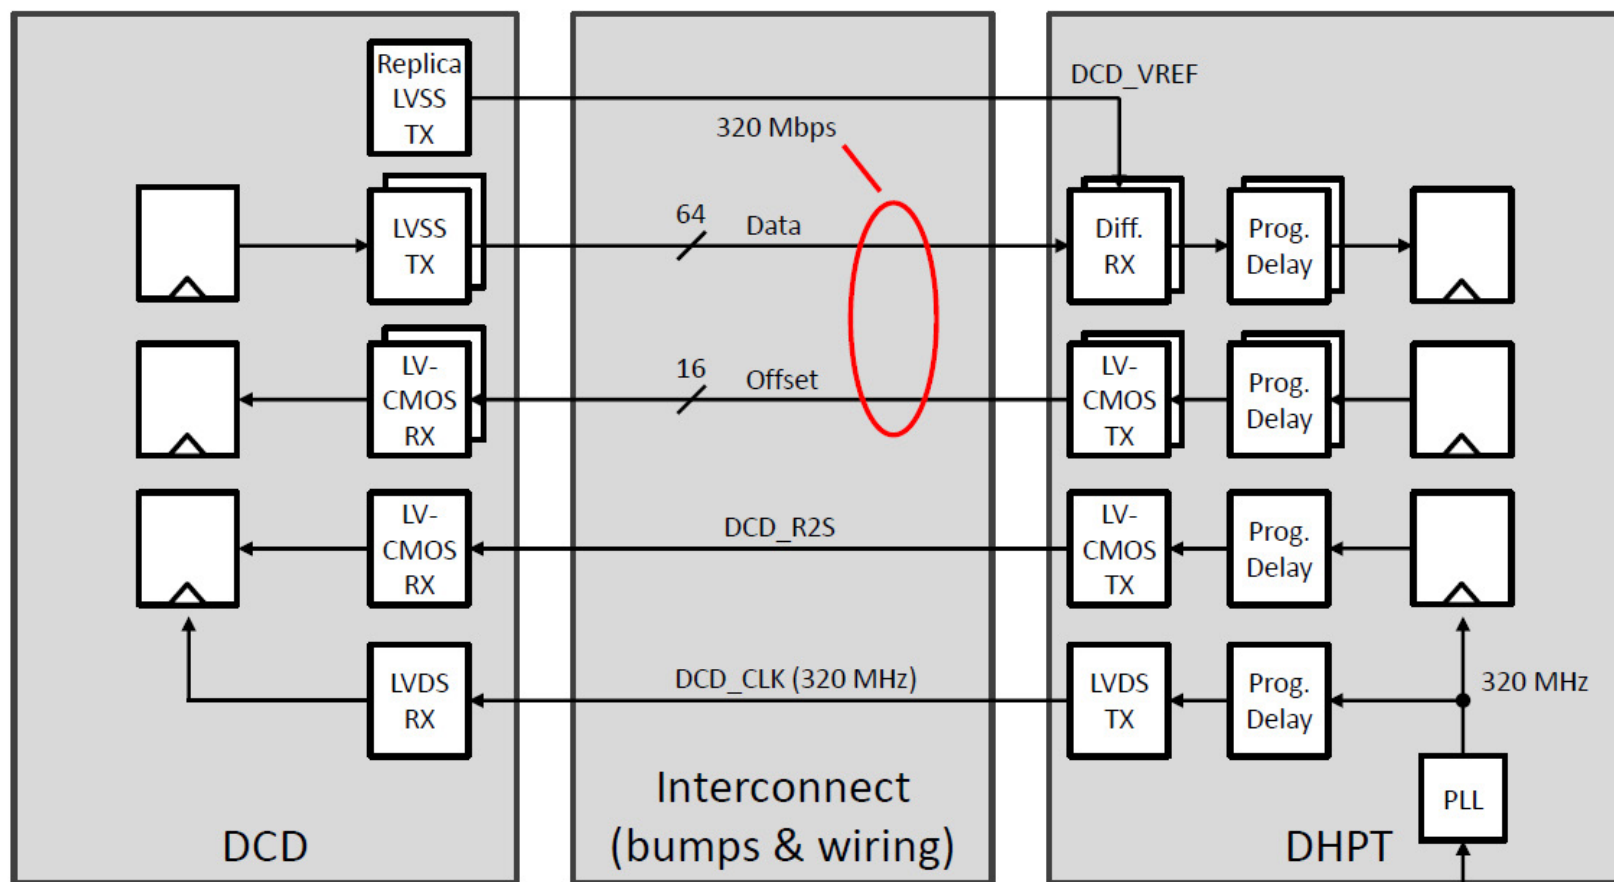 Replica
LVSS
TX
DCD_VREF
320 Mbps
LVSS
TX
64
Data
Diff.
RX
Prog.
Delay
LV-
CMOS
RX
16
Offset
LV-
CMOS
TX
Prog.
Delay
LV-
CMOS
RX
DCD_R2S
LV-
CMOS
TX
Prog.
Delay
LVDS
RX
DCD_CLK (320 MHz)
LVDS
TX
Prog.
Delay
320 MHz
PLL
DCD
Interconnect
(bumps & wiring)
DHPT